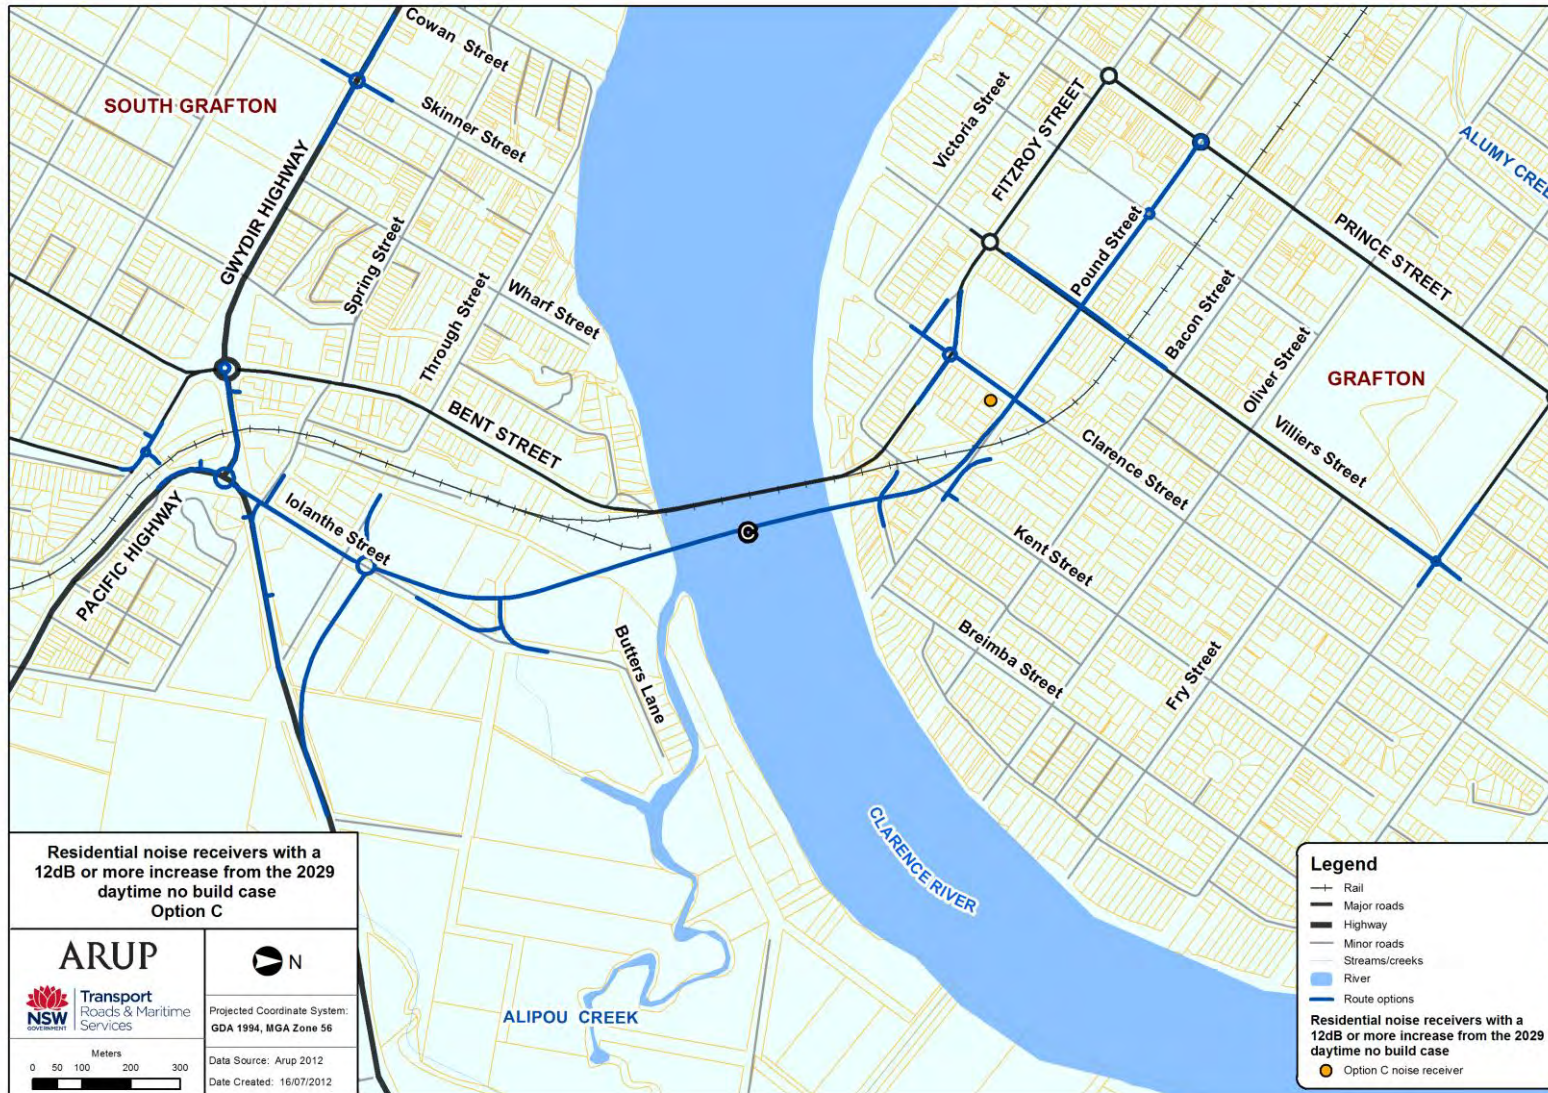 Cowan Street
SOUTH GRAFTON
Skinner Street
GWYDIR HIGHWAY
Spring Street
Through Street
Wharf Street
BENT STREET
PACIFIC HIGHWAY
Iolanthe Street
Butters Lane
C
Victoria Street
FITZROY STREET
Pound Street
ALUMY CREE
PRINCE STREET
Bacon Street
Oliver Street
GRAFTON
Villiers Street
Clarence Street
Kent Street
Breimba Street
Fry Street
CLARENCE RIVER
ALIPOU CREEK
Residential noise receivers with a
12dB or more increase from the 2029
daytime no build case
Option C
ARUP
N
NSW
GOVERNMENT
Transport
Roads & Maritime
Services
Projected Coordinate System:
GDA 1994, MGA Zone 56
Meters
0 50 100 200 300
Data Source: Arup 2012
Date Created: 16/07/2012
Legend
Rail
Major roads
Highway
Minor roads
Streams/creeks
River
Route options
Residential noise receivers with a
12dB or more increase from the 2029
daytime no build case
Option C noise receiver